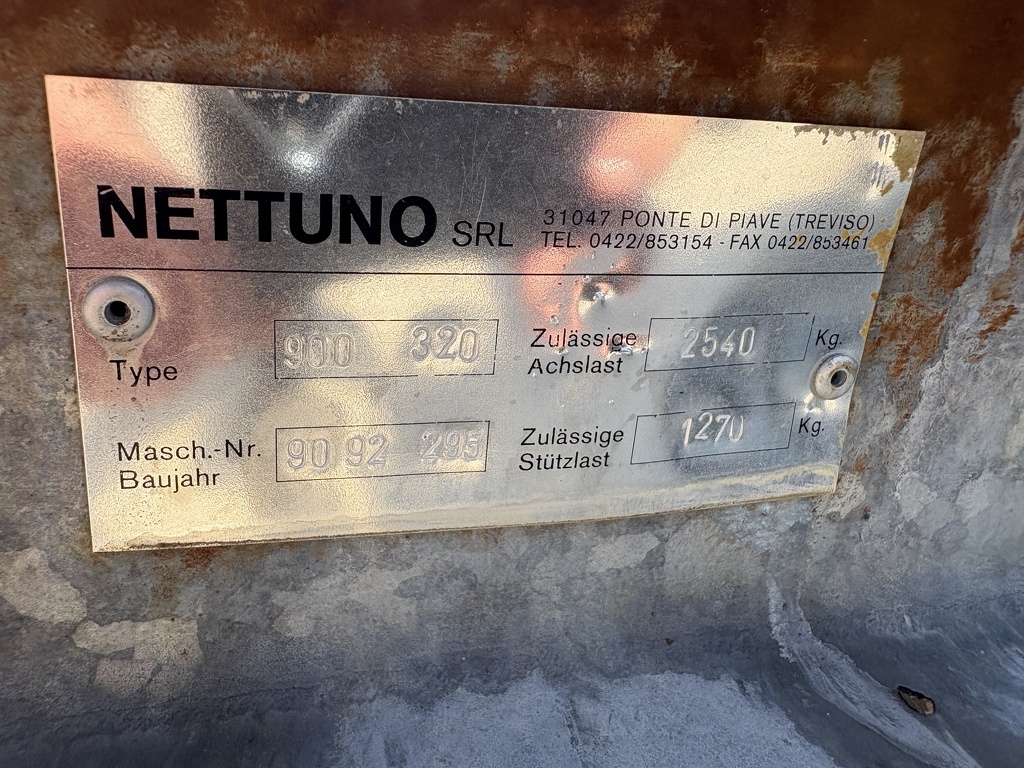 NETTUNO SRL
31047 PONTE DI PIAVE (TREVISO)
TEL. 0422/853154 - FAX 0422/853461
Type 900 320
Zulässige Achslast 2540 Kg.
Masch.-Nr. Baujahr 90 92 295
Zulässige Stützlast 1270 Kg.